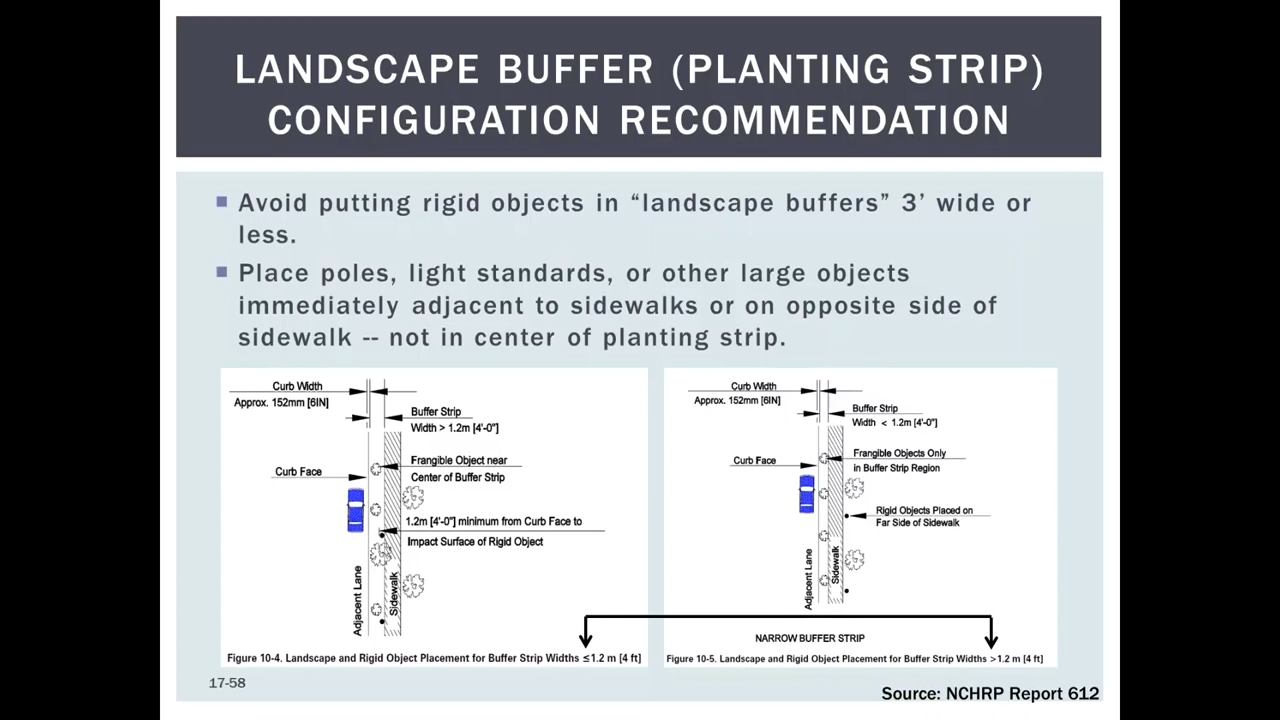 LANDSCAPE BUFFER (PLANTING STRIP)
CONFIGURATION RECOMMENDATION
Avoid putting rigid objects in “landscape buffers” 3’ wide or
less.
Place poles, light standards, or other large objects
immediately adjacent to sidewalks or on opposite side of
sidewalk -- not in center of planting strip.
Curb Width
Approx. 152mm [6IN]
Buffer Strip
Width > 1.2m [4'-0"]
Frangible Object near
Center of Buffer Strip
Curb Face
1.2m [4'-0"] minimum from Curb Face to
Impact Surface of Rigid Object
Adjacent Lane
Sidewalk
Figure 10-4. Landscape and Rigid Object Placement for Buffer Strip Widths ≤1.2 m [4 ft]
Curb Width
Approx. 152mm [6IN]
Buffer Strip
Width < 1.2m [4'-0"]
Frangible Objects Only
in Buffer Strip Region
Curb Face
Rigid Objects Placed on
Far Side of Sidewalk
Adjacent Lane
Sidewalk
NARROW BUFFER STRIP
Figure 10-5. Landscape and Rigid Object Placement for Buffer Strip Widths >1.2 m [4 ft]
17-58
Source: NCHRP Report 612